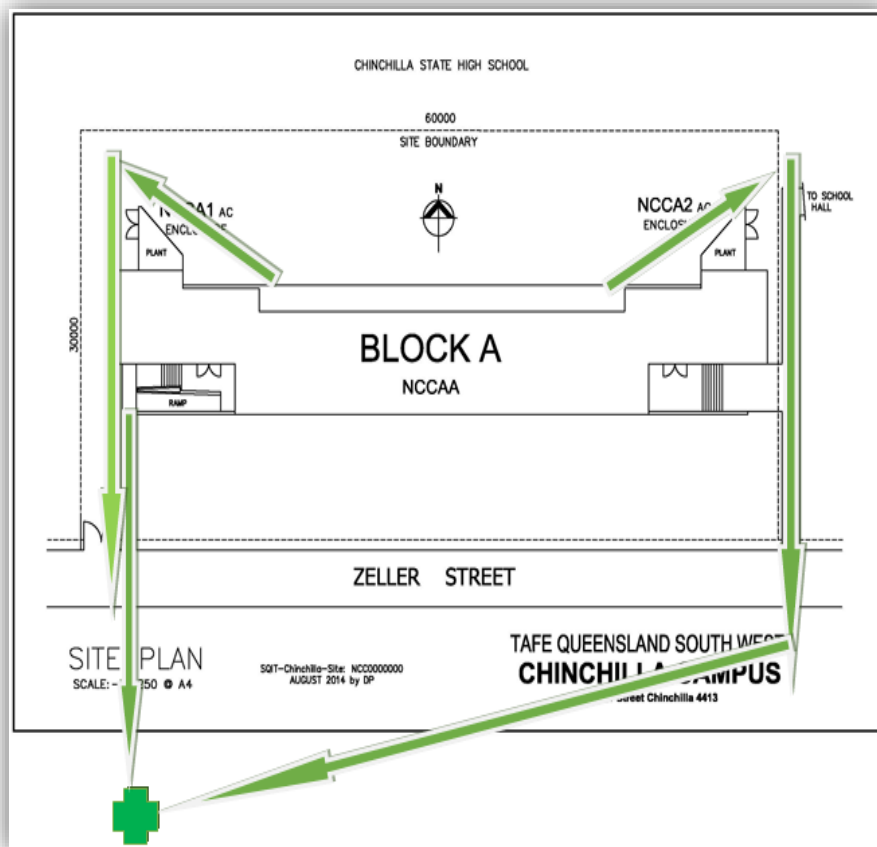 CHINCHILLA STATE HIGH SCHOOL
60000
SITE BOUNDARY
N
NCCA1 AC
NCCA2 AC
TO SCHOOL
HALL
PLANT
PLANT
30000
BLOCK A
NCCAA
RAMP
ZELLER STREET
SITE PLAN
SCALE:- @ A4
SQIT-Chinchilla-Site: NCC0000000
AUGUST 2014 by DP
TAFE QUEENSLAND SOUTH WEST
CHINCHILLA CAMPUS
Street Chinchilla 4413